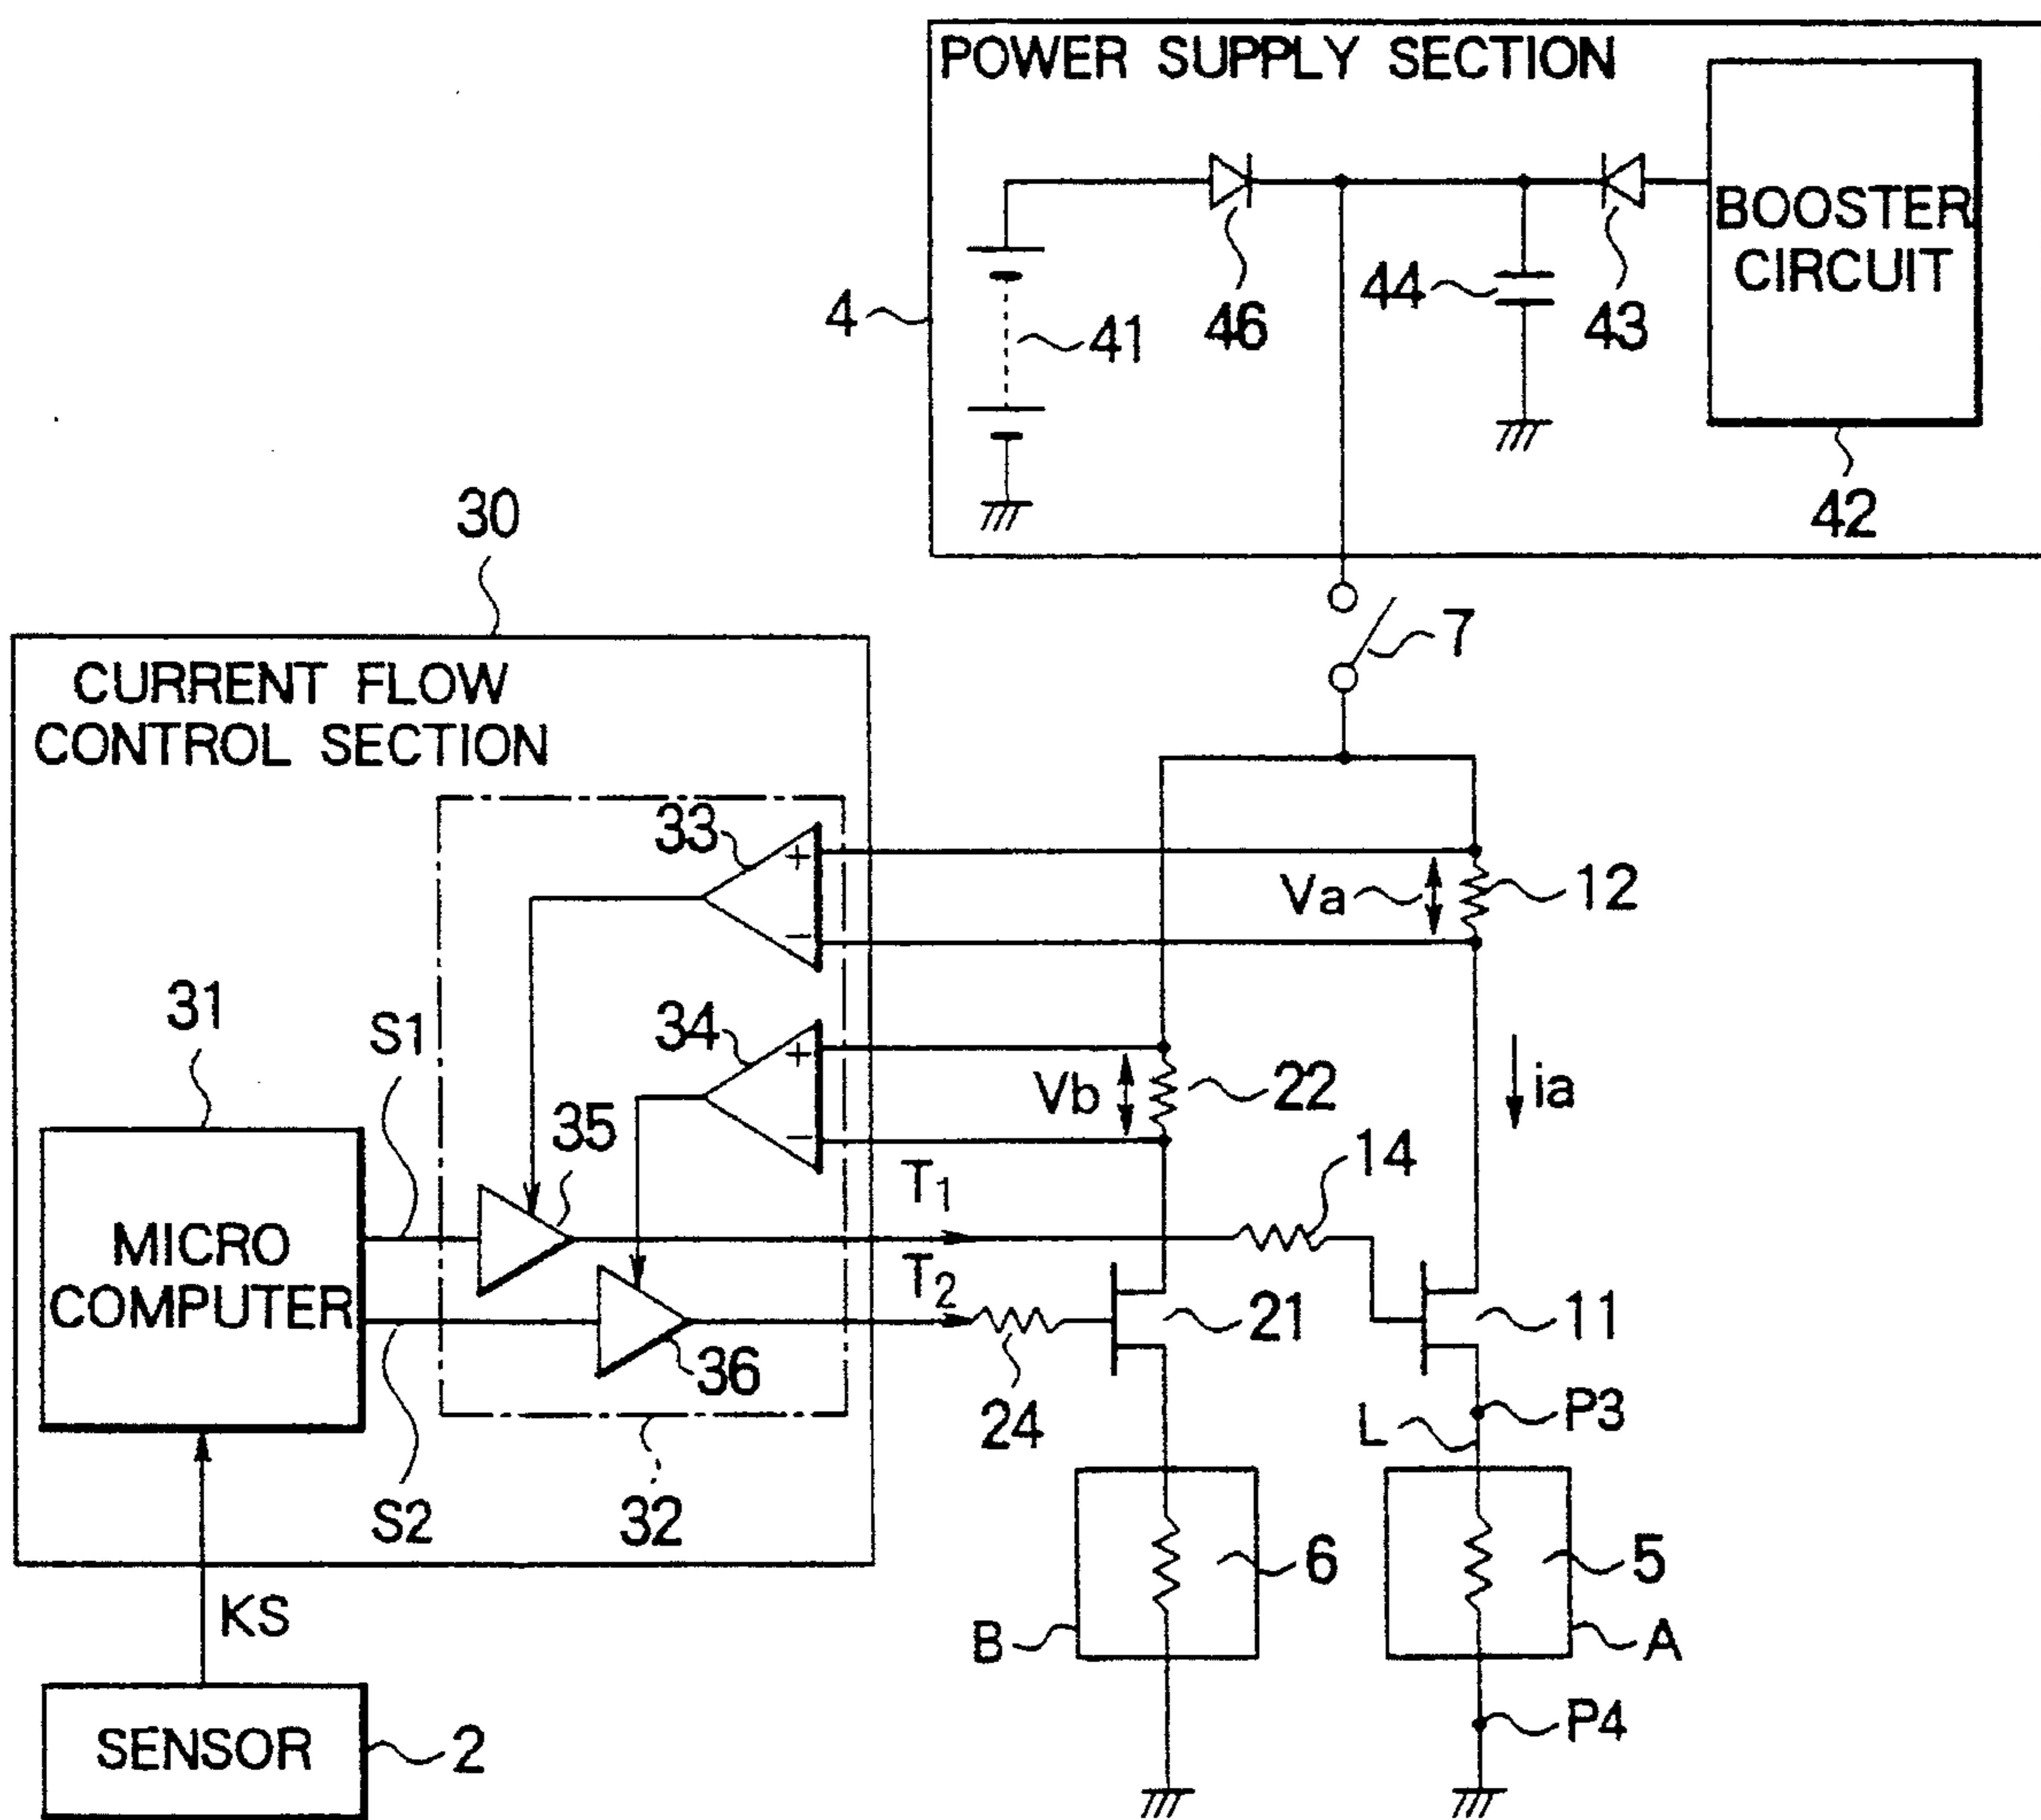 POWER SUPPLY SECTION
BOOSTER
CIRCUIT
4
41
46
44
43
42
30
7
CURRENT FLOW
CONTROL SECTION
33
+
−
Va
12
31
S1
34
+
−
Vb
22
ia
35
T1
14
MICRO
COMPUTER
T2
36
21
11
24
P3
L
S2
32
6
5
KS
B
A
SENSOR
2
P4